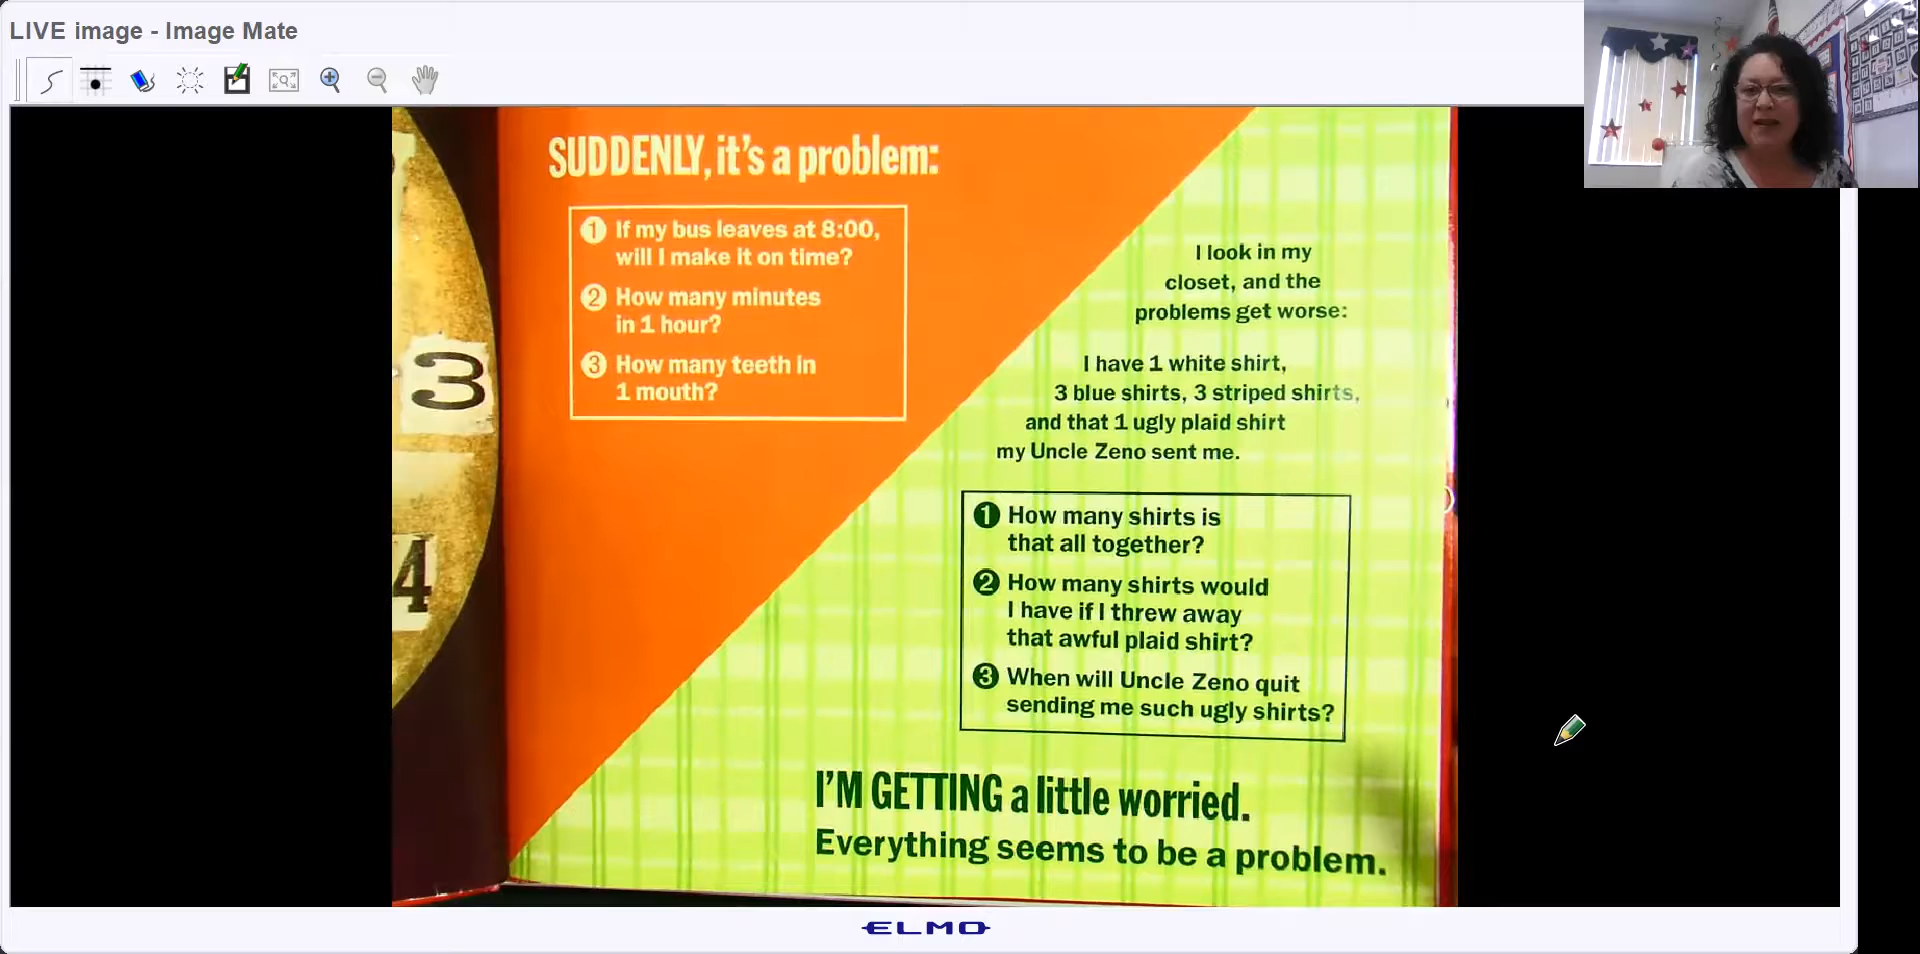 LIVE image - Image Mate
SUDDENLY, it's a problem:
1 If my bus leaves at 8:00,
will I make it on time?
2 How many minutes
in 1 hour?
3 How many teeth in
1 mouth?
3
4
I look in my
closet, and the
problems get worse:
I have 1 white shirt,
3 blue shirts, 3 striped shirts,
and that 1 ugly plaid shirt
my Uncle Zeno sent me.
1 How many shirts is
that all together?
2 How many shirts would
I have if I threw away
that awful plaid shirt?
3 When will Uncle Zeno quit
sending me such ugly shirts?
I'M GETTING a little worried.
Everything seems to be a problem.
ELMO